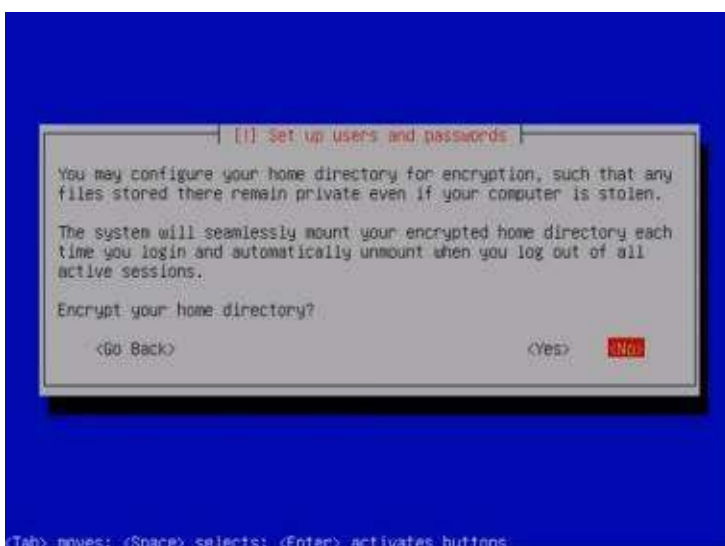 [!] Set up users and passwords
You may configure your home directory for encryption, such that any
files stored there remain private even if your computer is stolen.
The system will seamlessly mount your encrypted home directory each
time you login and automatically unmount when you log out of all
active sessions.
Encrypt your home directory?
<Go Back> <Yes> <No>
<Tab> moves; <Space> selects; <Enter> activates buttons